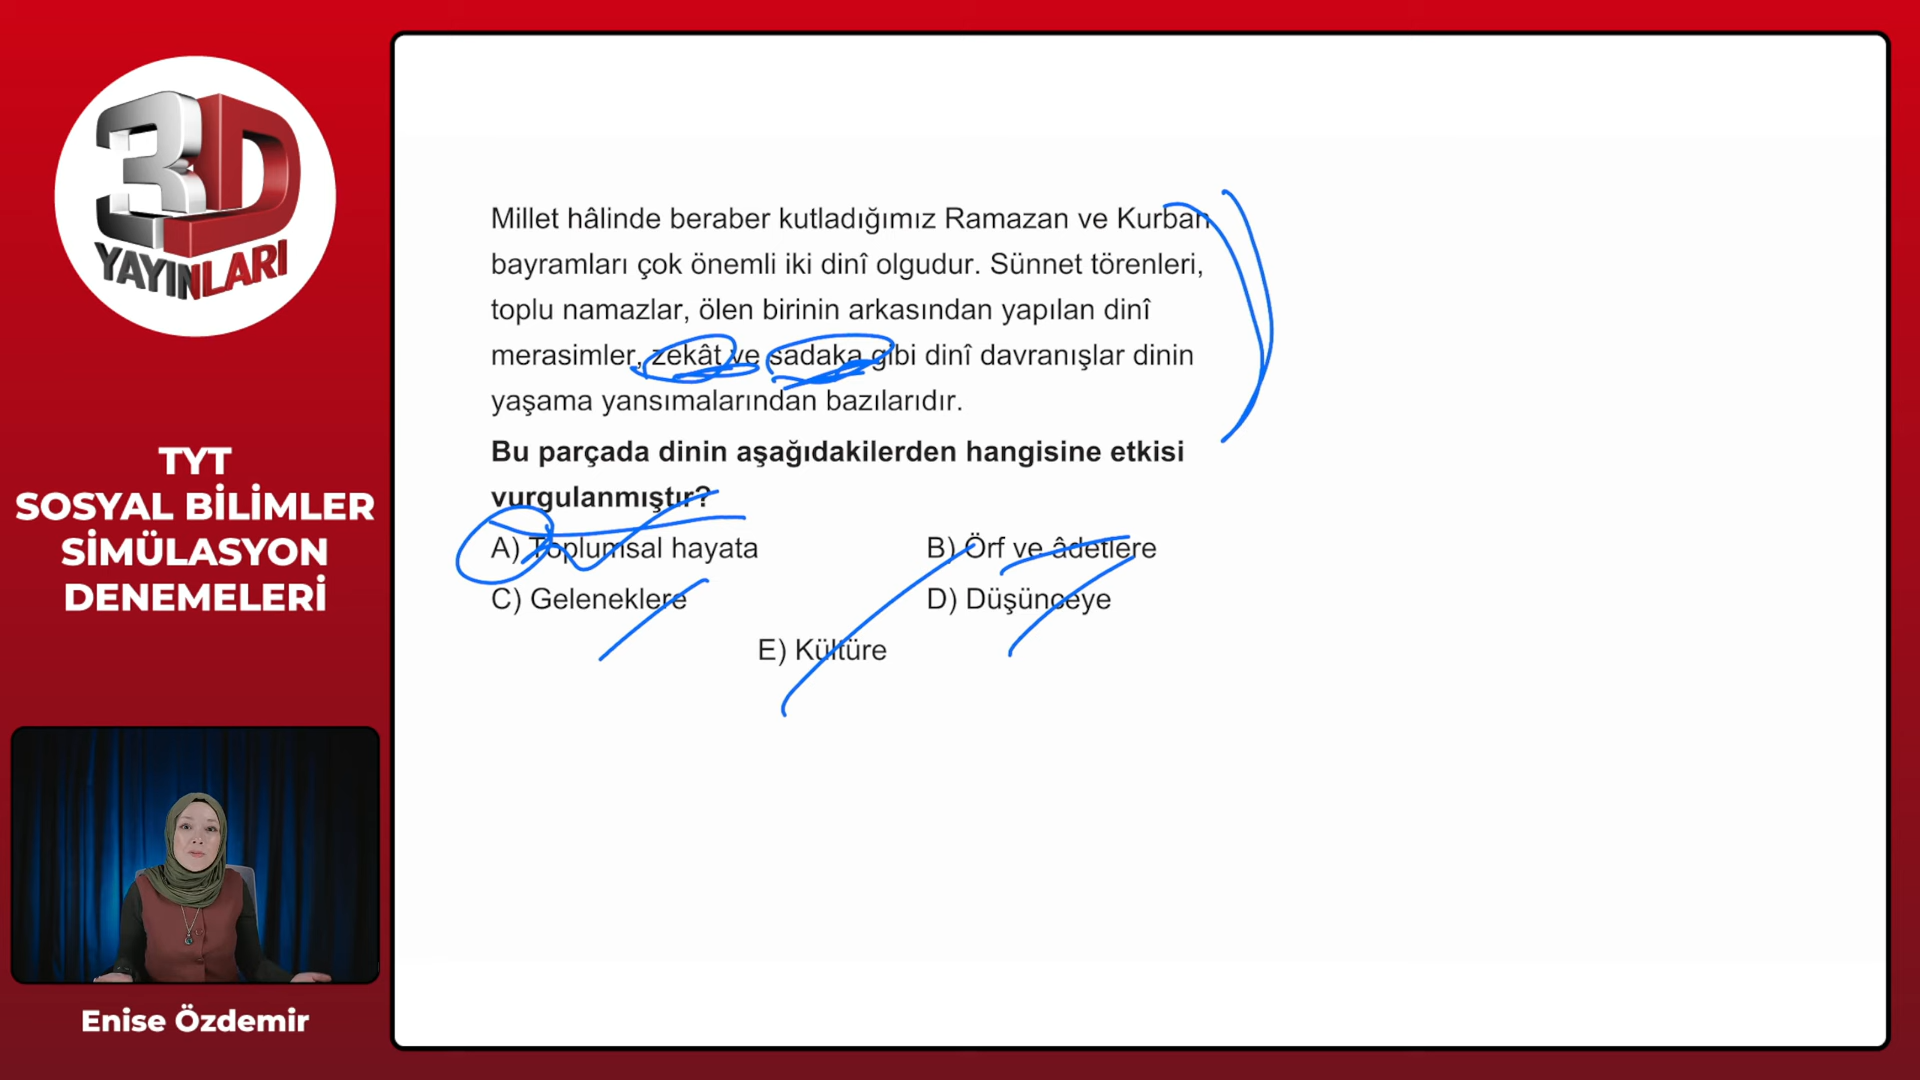 3D
YAYINLARI
TYT
SOSYAL BİLİMLER
SİMÜLASYON
DENEMELERİ
Enise Özdemir
Millet hâlinde beraber kutladığımız Ramazan ve Kurban
bayramları çok önemli iki dinî olgudur. Sünnet törenleri,
toplu namazlar, ölen birinin arkasından yapılan dinî
merasimler, zekât ve sadaka gibi dinî davranışlar dinin
yaşama yansımalarından bazılarıdır.
Bu parçada dinin aşağıdakilerden hangisine etkisi
vurgulanmıştır?
A) Toplumsal hayata B) Örf ve âdetlere
C) Geleneklere D) Düşünceye
E) Kültüre